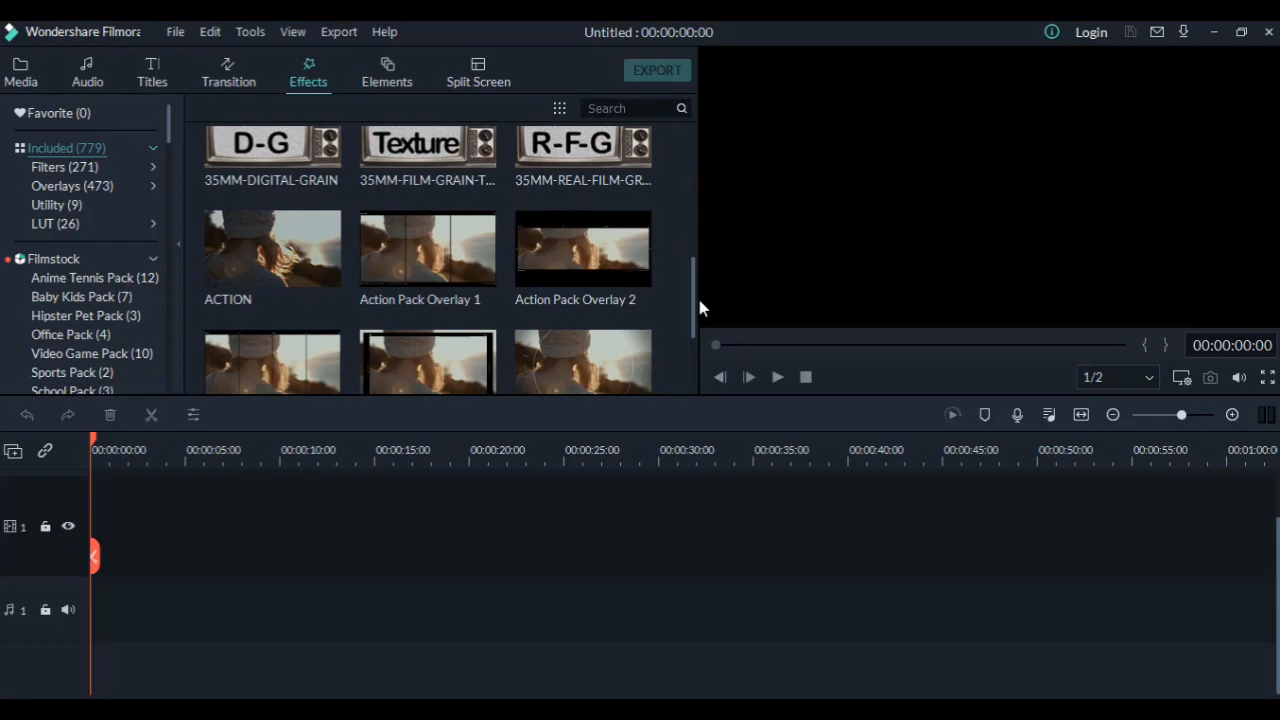 Wondershare Filmora File Edit Tools View Export Help Untitled : 00:00:00:00 Login
Media Audio Titles Transition Effects Elements Split Screen EXPORT
Favorite (0)
Search
Included (779)
Filters (271)
Overlays (473)
Utility (9)
LUT (26)
Filmstock
Anime Tennis Pack (12)
Baby Kids Pack (7)
Hipster Pet Pack (3)
Office Pack (4)
Video Game Pack (10)
Sports Pack (2)
School Pack (3)
D-G Texture R-F-G
35MM-DIGITAL-GRAIN 35MM-FILM-GRAIN-T... 35MM-REAL-FILM-GR...
ACTION Action Pack Overlay 1 Action Pack Overlay 2
{ } 00:00:00:00
1/2
00:00:00:00 00:00:05:00 00:00:10:00 00:00:15:00 00:00:20:00 00:00:25:00 00:00:30:00 00:00:35:00 00:00:40:00 00:00:45:00 00:00:50:00 00:00:55:00 00:01:00:0
1
1